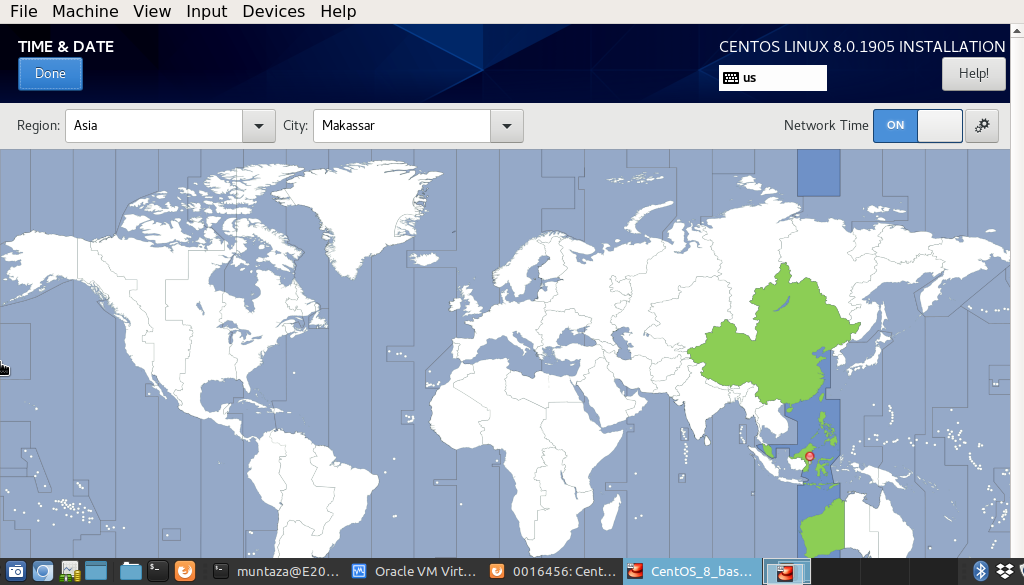 File Machine View Input Devices Help
TIME & DATE
CENTOS LINUX 8.0.1905 INSTALLATION
Done
us
Help!
Region:
Asia
City:
Makassar
Network Time
ON
muntaza@E20...
Oracle VM Virt...
0016456: Cent...
CentOS_8_bas...